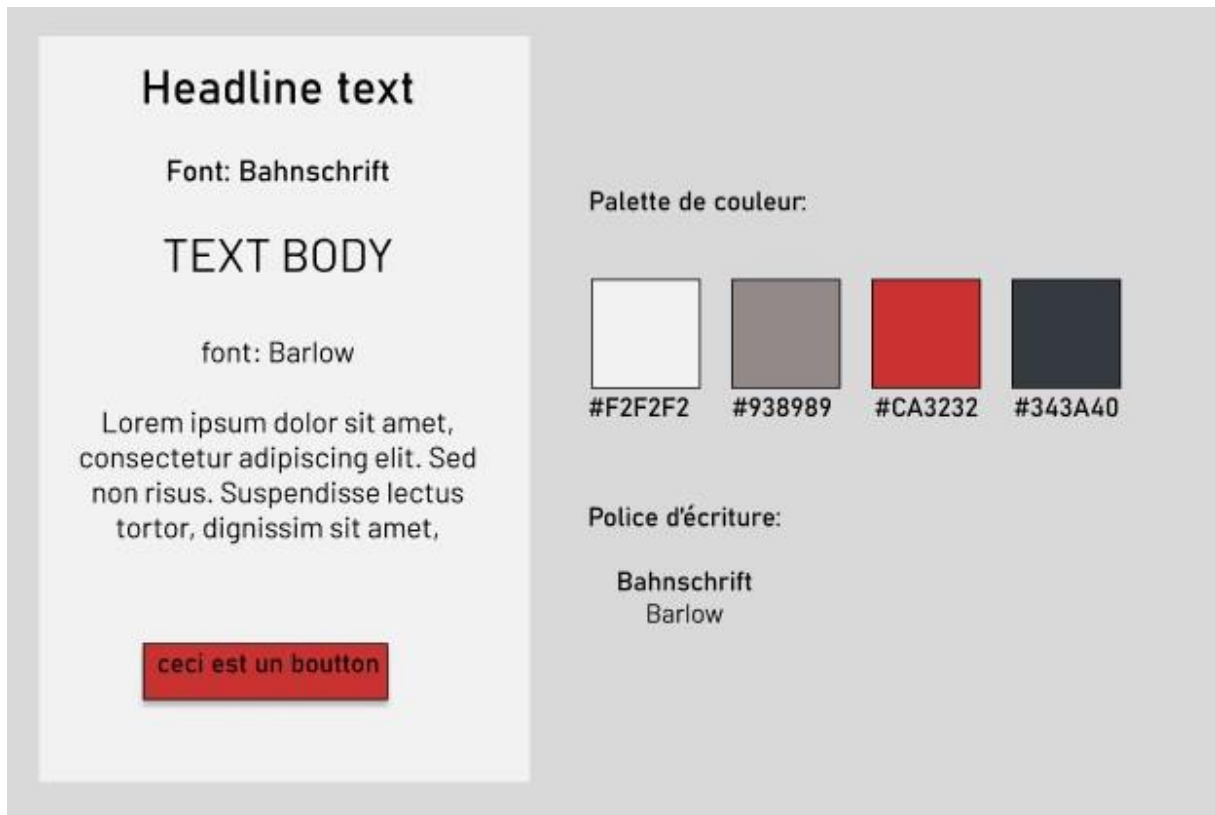 Headline text
Font: Bahnschrift
TEXT BODY
font: Barlow
Lorem ipsum dolor sit amet,
consectetur adipiscing elit. Sed
non risus. Suspendisse lectus
tortor, dignissim sit amet,
ceci est un boutton
Palette de couleur:
#F2F2F2 #938989 #CA3232 #343A40
Police d'écriture:
Bahnschrift
Barlow